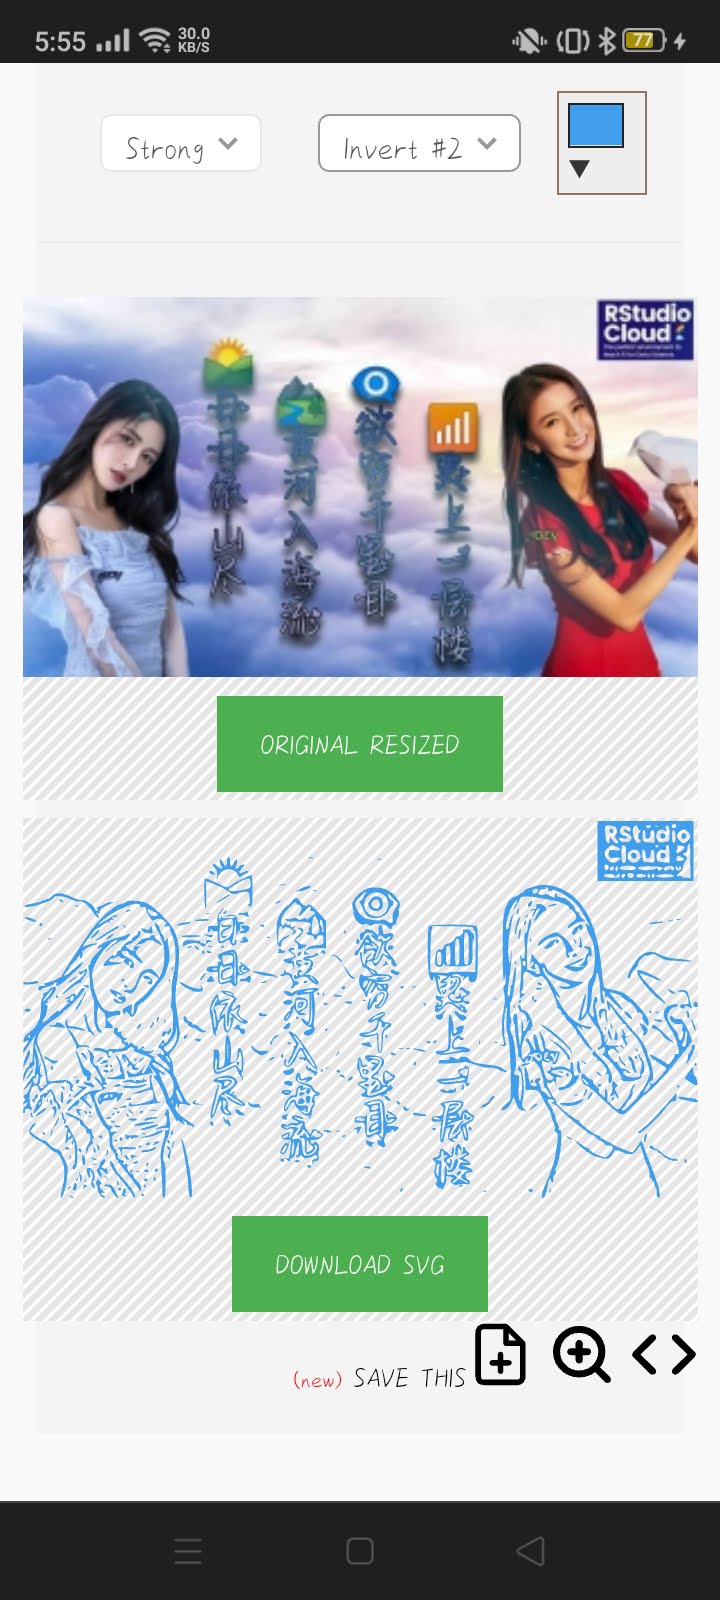 5:55
30.0
KB/S
77
Strong
Invert #2
RStudio
Cloud
日日依山尽
黄河入海流
欲穷千里目
更上一层楼
ORIGINAL RESIZED
RStudio
Cloud
日日依山尽
黄河入海流
欲穷千里目
更上一层楼
DOWNLOAD SVG
(new) SAVE THIS